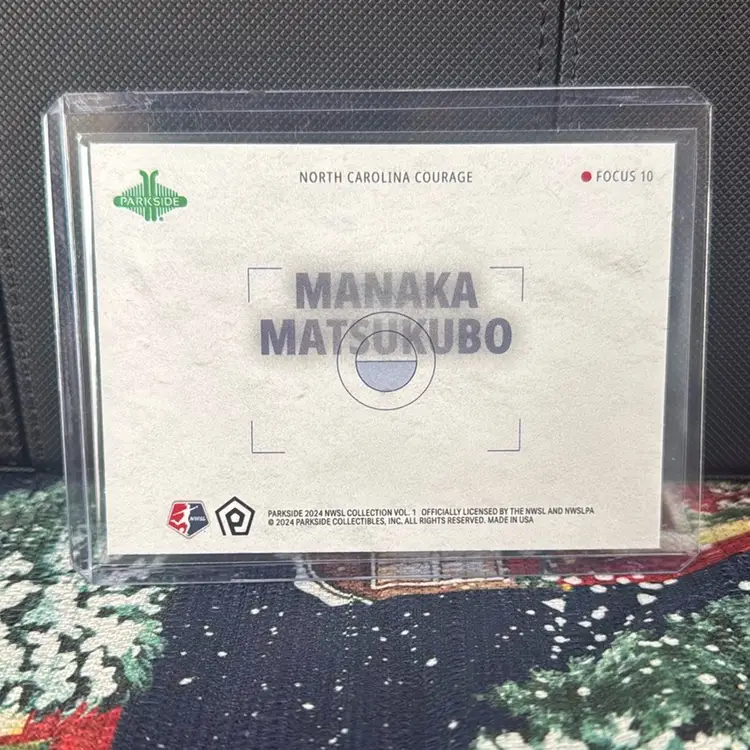 PARKSIDE
NORTH CAROLINA COURAGE
FOCUS 10
MANAKA
MATSUKUBO
NWSL
PARKSIDE 2024 NWSL COLLECTION VOL. 1 OFFICIALLY LICENSED BY THE NWSL AND NWSLPA
© 2024 PARKSIDE COLLECTIBLES, INC. ALL RIGHTS RESERVED. MADE IN USA